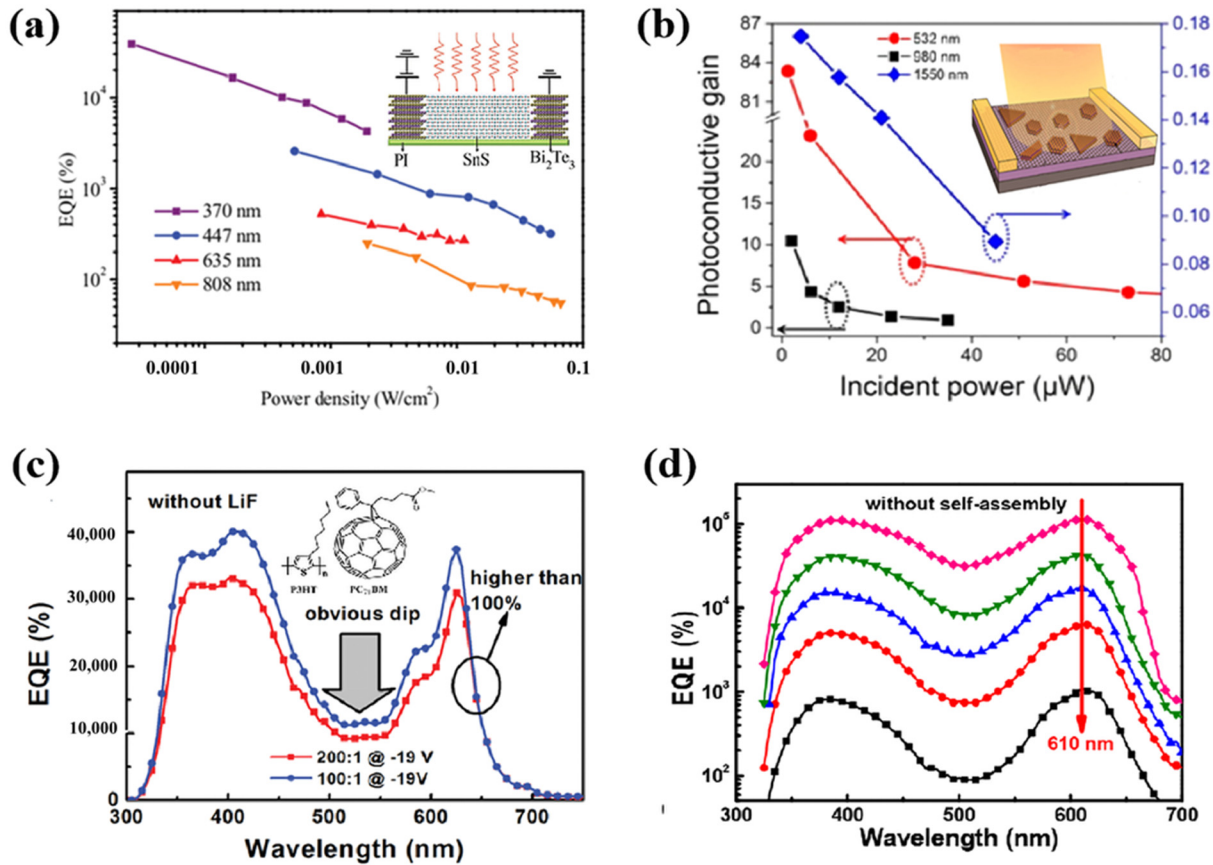 (a)
EQE (%)
10^4
10^3
10^2
PI
SnS
Bi2Te3
370 nm
447 nm
635 nm
808 nm
0.0001
0.001
0.01
0.1
Power density (W/cm^2)
(b)
Photoconductive gain
87
85
83
81
20
15
10
5
0
532 nm
980 nm
1550 nm
0.18
0.16
0.14
0.12
0.10
0.08
0.06
0
20
40
60
80
Incident power (μW)
(c)
EQE (%)
40,000
30,000
20,000
10,000
0
without LiF
P3HT
PC71BM
obvious dip
higher than
100%
200:1 @ -19 V
100:1 @ -19V
300
400
500
600
700
Wavelength (nm)
(d)
EQE (%)
10^5
10^4
10^3
10^2
without self-assembly
610 nm
300
400
500
600
700
Wavelength (nm)